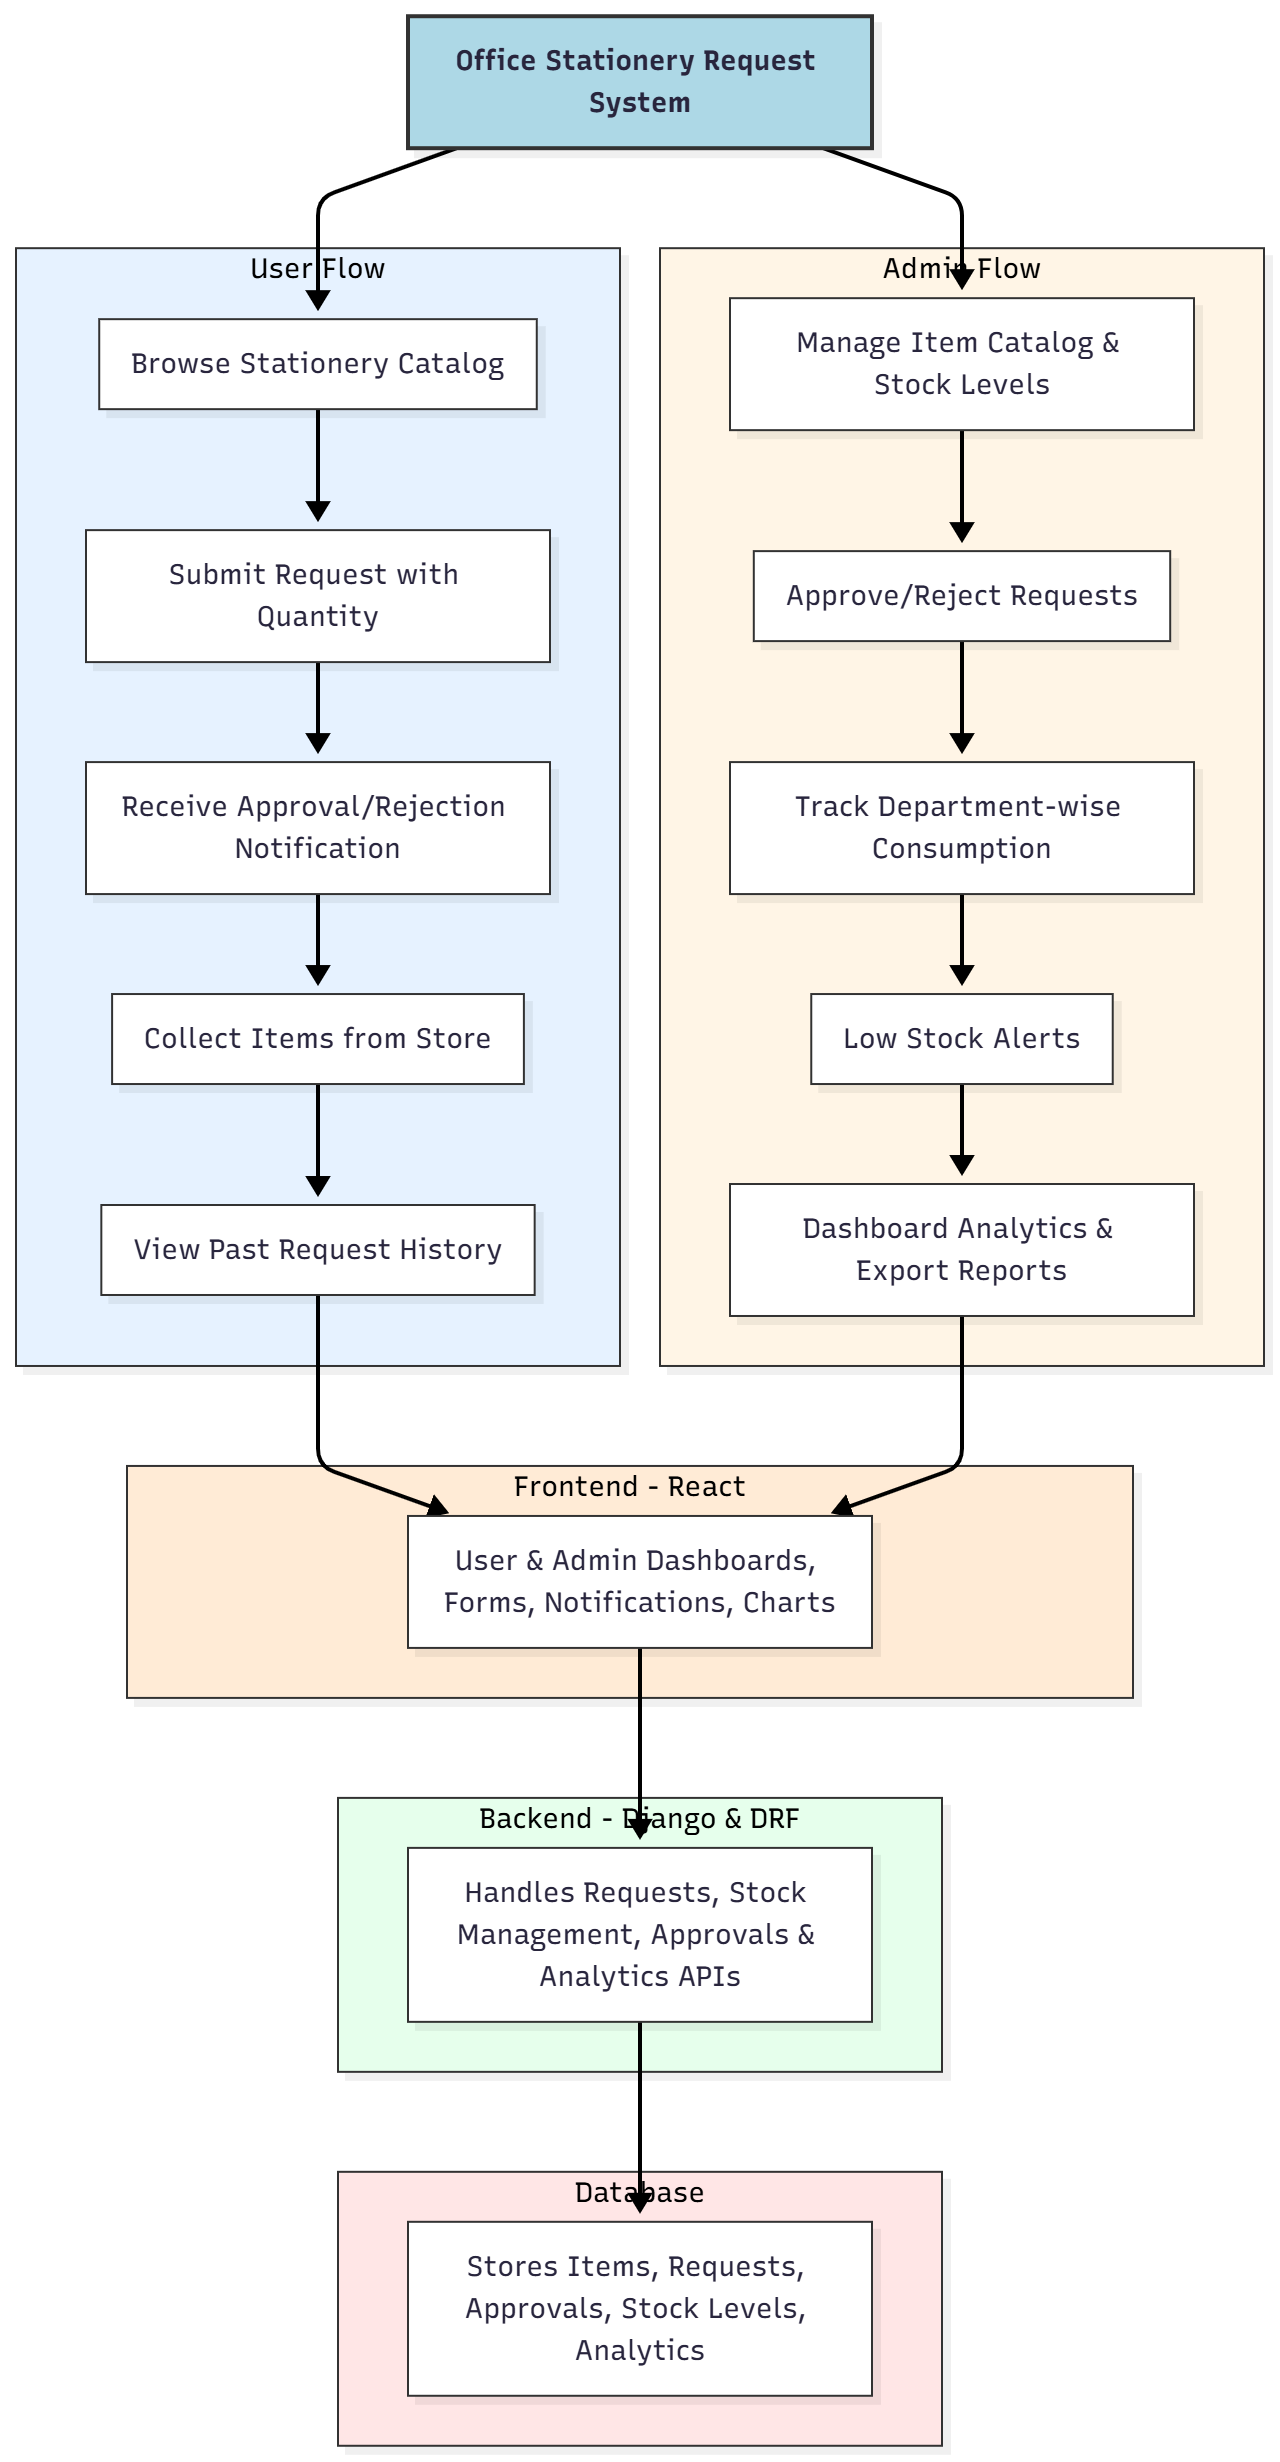 Office Stationery Request
System
User Flow
Browse Stationery Catalog
Submit Request with
Quantity
Receive Approval/Rejection
Notification
Collect Items from Store
View Past Request History
Admin Flow
Manage Item Catalog &
Stock Levels
Approve/Reject Requests
Track Department-wise
Consumption
Low Stock Alerts
Dashboard Analytics &
Export Reports
Frontend - React
User & Admin Dashboards,
Forms, Notifications, Charts
Backend - Django & DRF
Handles Requests, Stock
Management, Approvals &
Analytics APIs
Database
Stores Items, Requests,
Approvals, Stock Levels,
Analytics